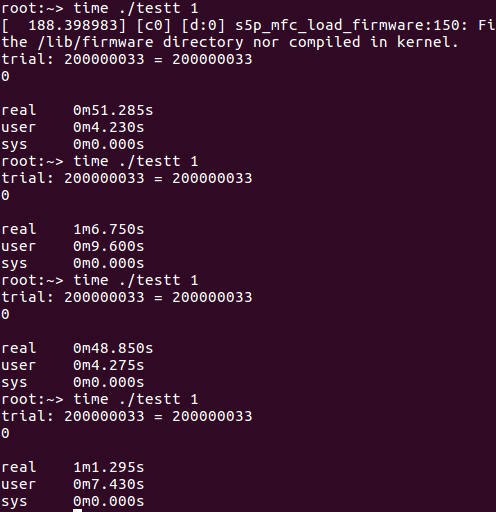 root:~> time ./testt 1
[  188.398983] [c0] [d:0] s5p_mfc_load_firmware:150: Fi
the /lib/firmware directory nor compiled in kernel.
trial: 200000033 = 200000033
0
real    0m51.285s
user    0m4.230s
sys     0m0.000s
root:~> time ./testt 1
trial: 200000033 = 200000033
0
real    1m6.750s
user    0m9.600s
sys     0m0.000s
root:~> time ./testt 1
trial: 200000033 = 200000033
0
real    0m48.850s
user    0m4.275s
sys     0m0.000s
root:~> time ./testt 1
trial: 200000033 = 200000033
0
real    1m1.295s
user    0m7.430s
sys     0m0.000s